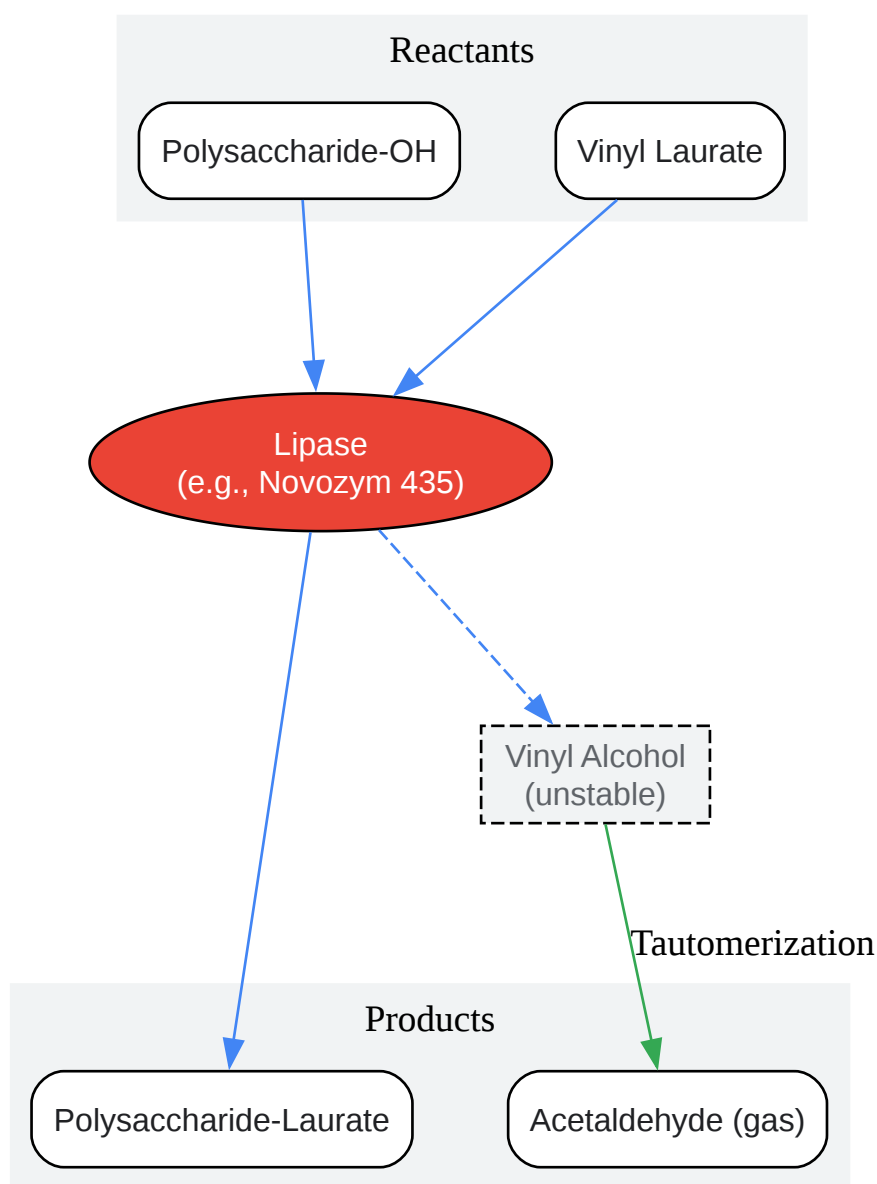 Reactants
Polysaccharide-OH
Vinyl Laurate
Lipase
(e.g., Novozym 435)
Vinyl Alcohol
(unstable)
Tautomerization
Products
Polysaccharide-Laurate
Acetaldehyde (gas)